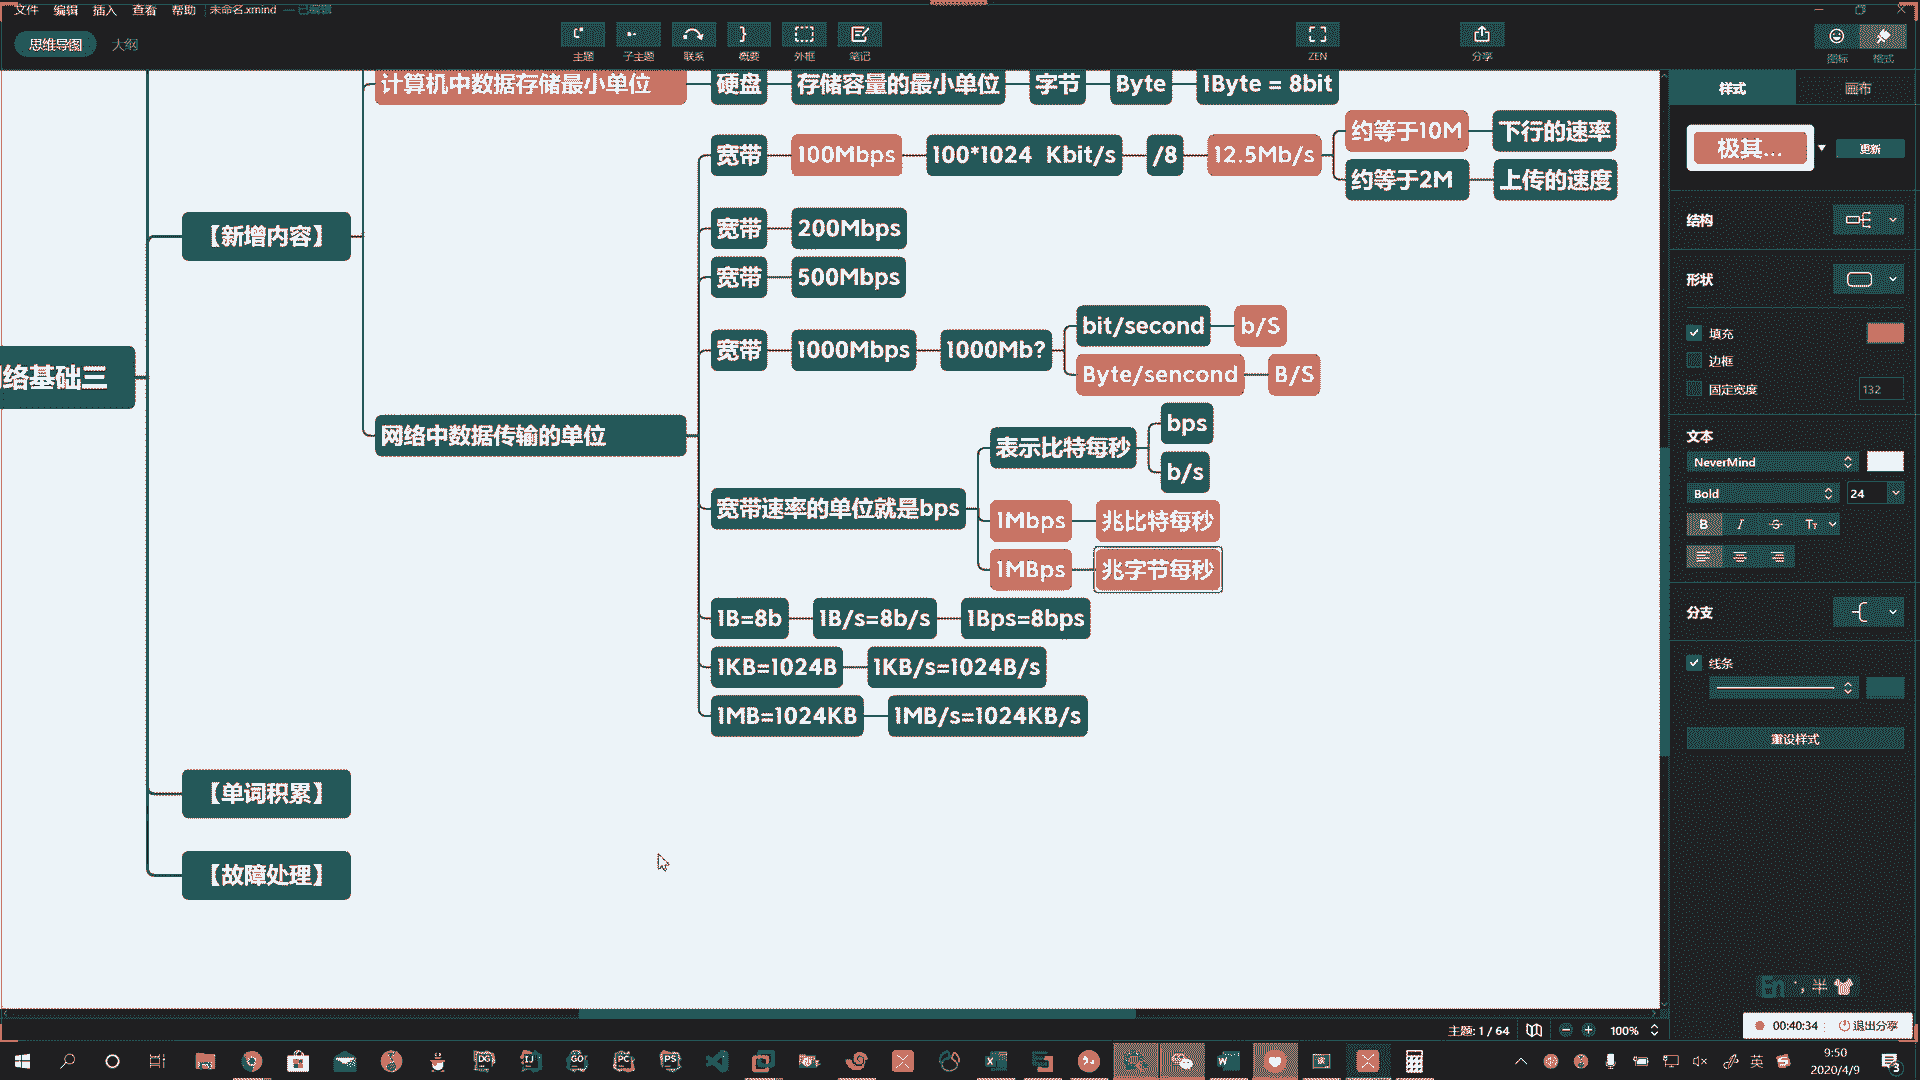 文件 编辑 插入 查看 帮助 未命名.xmind — 已编辑
思维导图 大纲
主题 子主题 联系 概要 外框 笔记 ZEN 分享 图标 格式
计算机中数据存储最小单位 硬盘 存储容量的最小单位 字节 Byte 1Byte = 8bit
宽带 100Mbps 100*1024 Kbit/s /8 12.5Mb/s
约等于10M 下行的速率
约等于2M 上传的速度
【新增内容】
宽带 200Mbps
宽带 500Mbps
宽带 1000Mbps 1000Mb?
bit/second b/S
Byte/sencond B/S
络基础三
网络中数据传输的单位
宽带速率的单位就是bps
表示比特每秒
bps
b/s
1Mbps 兆比特每秒
1MBps 兆字节每秒
1B=8b 1B/s=8b/s 1Bps=8bps
1KB=1024B 1KB/s=1024B/s
1MB=1024KB 1MB/s=1024KB/s
【单词积累】
【故障处理】
样式 画布
极其... 更新
结构
形状
填充
边框
固定宽度 132
文本
NeverMind
Bold 24
B I S Tт
分支
线条
重设样式
En 半
主题: 1 / 64 100%
00:40:34 退出分享
DG IJ GO PC PS
英
9:50
2020/4/9
3